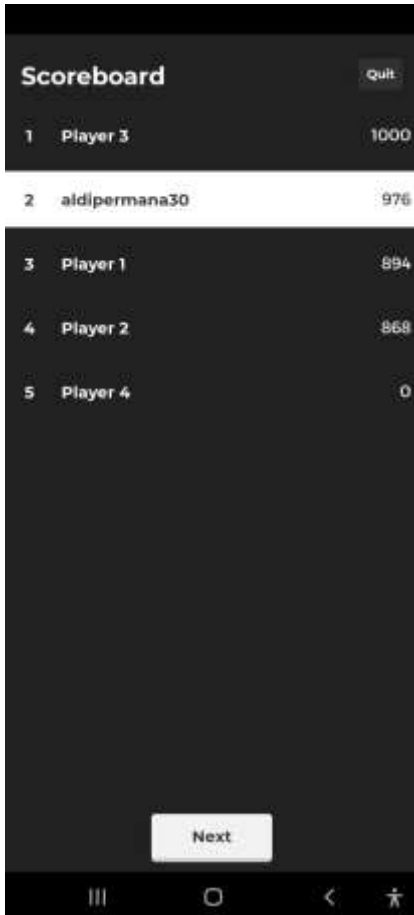 Scoreboard Quit
1 Player 3 1000
2 aldipermana30 976
3 Player 1 894
4 Player 2 868
5 Player 4 0
Next